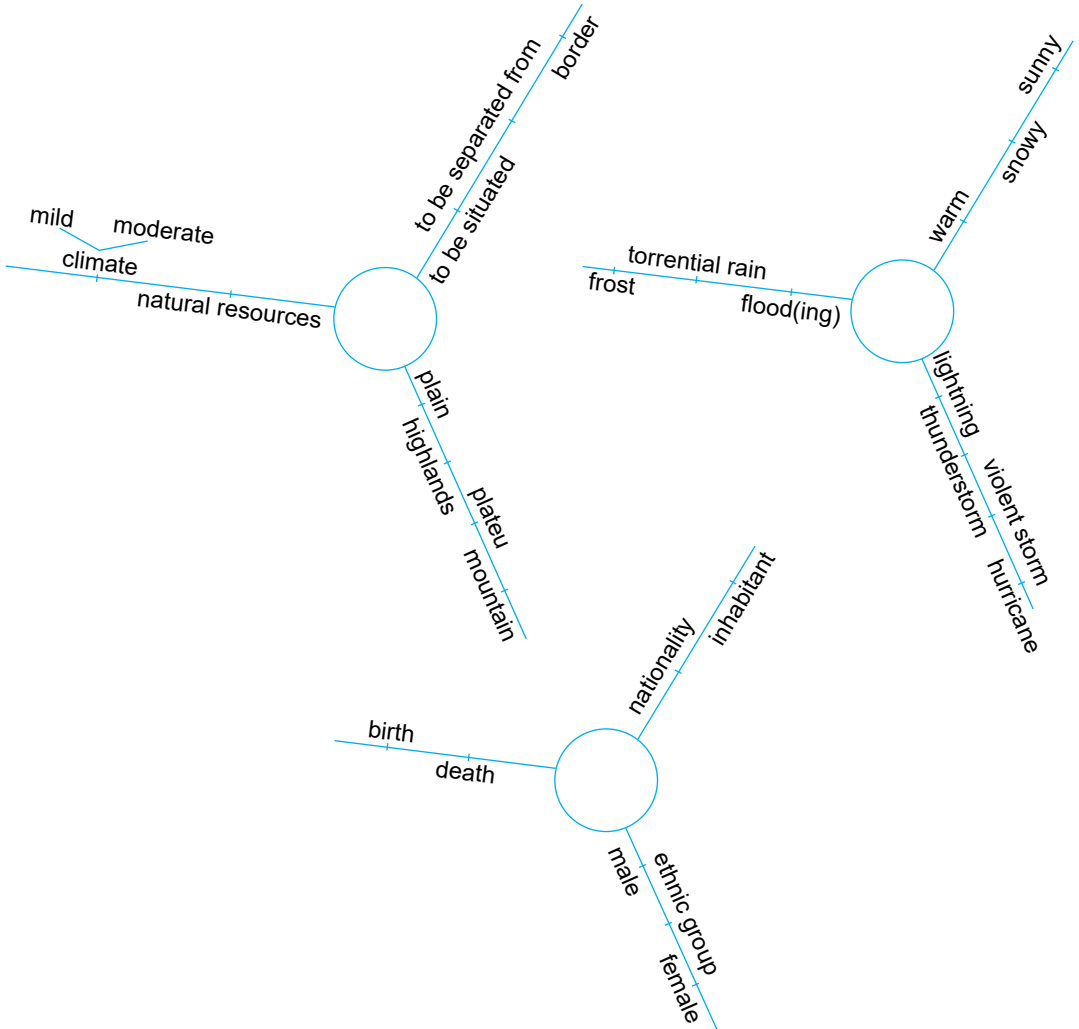 to be separated from
border
to be situated
mild
moderate
climate
natural resources
plain
highlands
plateu
mountain
sunny
snowy
warm
torrential rain
frost
flood(ing)
lightning
thunderstorm
violent storm
hurricane
inhabitant
nationality
birth
death
male
ethnic group
female